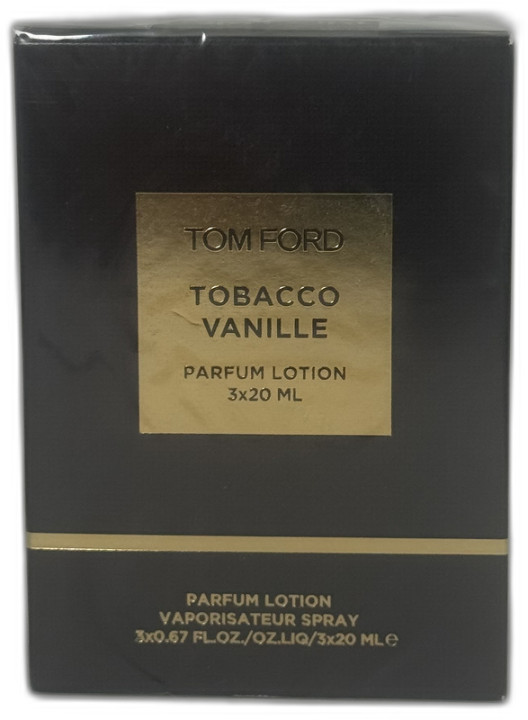 TOM FORD
TOBACCO
VANILLE
PARFUM LOTION
3x20 ML
PARFUM LOTION
VAPORISATEUR SPRAY
3x0.67 FL.OZ./OZ.LIQ/3x20 ML ℮